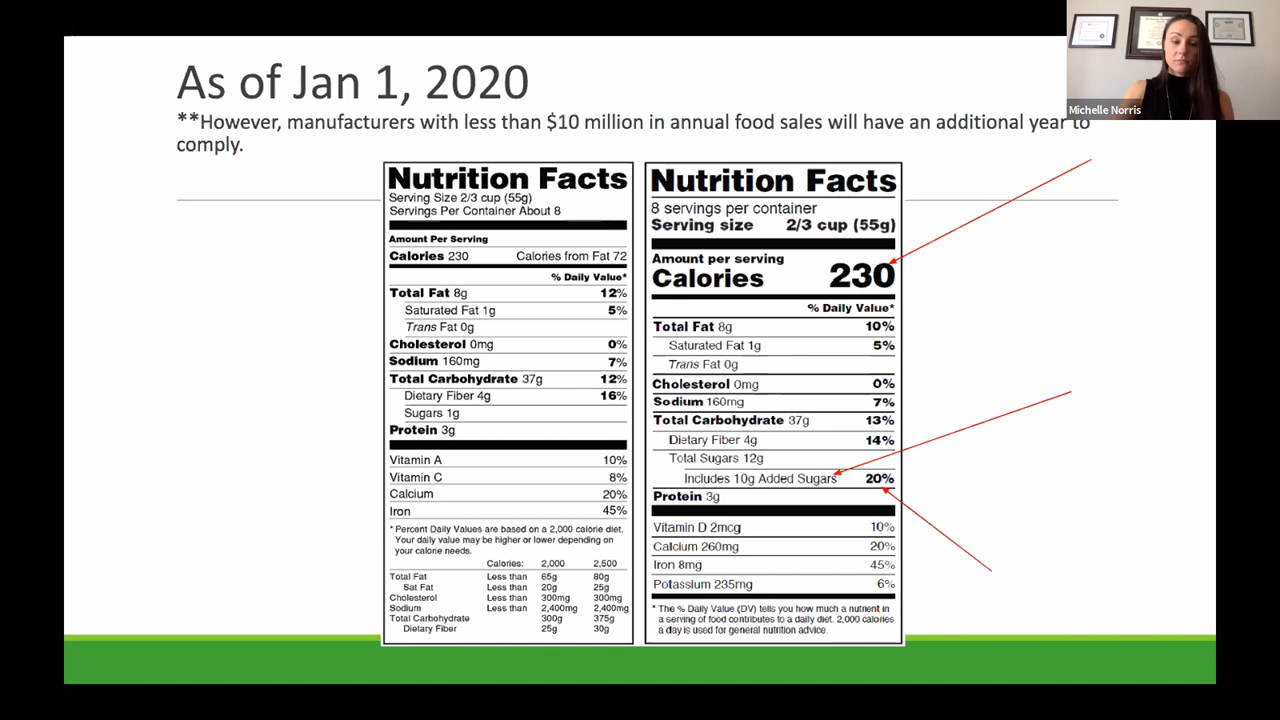 As of Jan 1, 2020
**However, manufacturers with less than $10 million in annual food sales will have an additional year to
comply.
Michelle Norris
Nutrition Facts
Serving Size 2/3 cup (55g)
Servings Per Container About 8
Amount Per Serving
Calories 230 Calories from Fat 72
% Daily Value*
Total Fat 8g 12%
Saturated Fat 1g 5%
Trans Fat 0g
Cholesterol 0mg 0%
Sodium 160mg 7%
Total Carbohydrate 37g 12%
Dietary Fiber 4g 16%
Sugars 1g
Protein 3g
Vitamin A 10%
Vitamin C 8%
Calcium 20%
Iron 45%
* Percent Daily Values are based on a 2,000 calorie diet.
Your daily value may be higher or lower depending on
your calorie needs.
Calories: 2,000 2,500
Total Fat Less than 65g 80g
Sat Fat Less than 20g 25g
Cholesterol Less than 300mg 300mg
Sodium Less than 2,400mg 2,400mg
Total Carbohydrate 300g 375g
Dietary Fiber 25g 30g
Nutrition Facts
8 servings per container
Serving size 2/3 cup (55g)
Amount per serving
Calories 230
% Daily Value*
Total Fat 8g 10%
Saturated Fat 1g 5%
Trans Fat 0g
Cholesterol 0mg 0%
Sodium 160mg 7%
Total Carbohydrate 37g 13%
Dietary Fiber 4g 14%
Total Sugars 12g
Includes 10g Added Sugars 20%
Protein 3g
Vitamin D 2mcg 10%
Calcium 260mg 20%
Iron 8mg 45%
Potassium 235mg 6%
* The % Daily Value (DV) tells you how much a nutrient in
a serving of food contributes to a daily diet. 2,000 calories
a day is used for general nutrition advice.